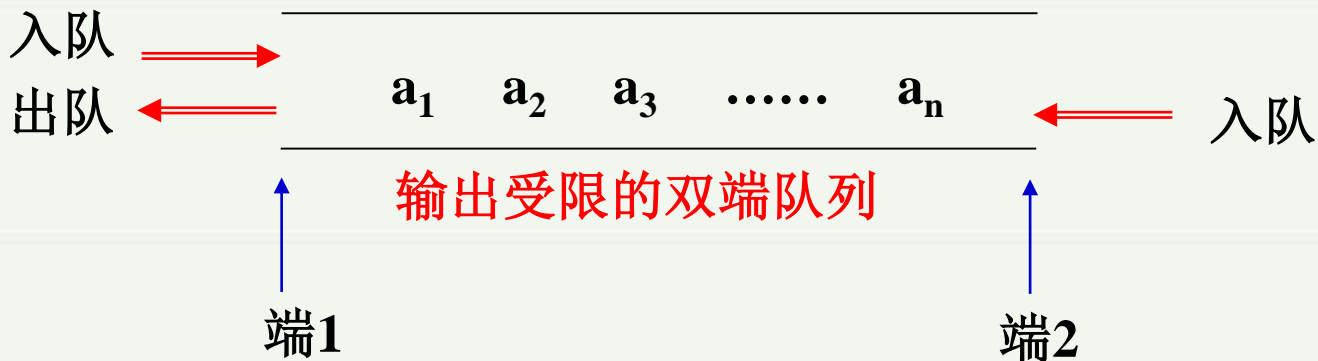 入队
出队
a₁ a₂ a₃ …… aₙ
入队
输出受限的双端队列
端1
端2